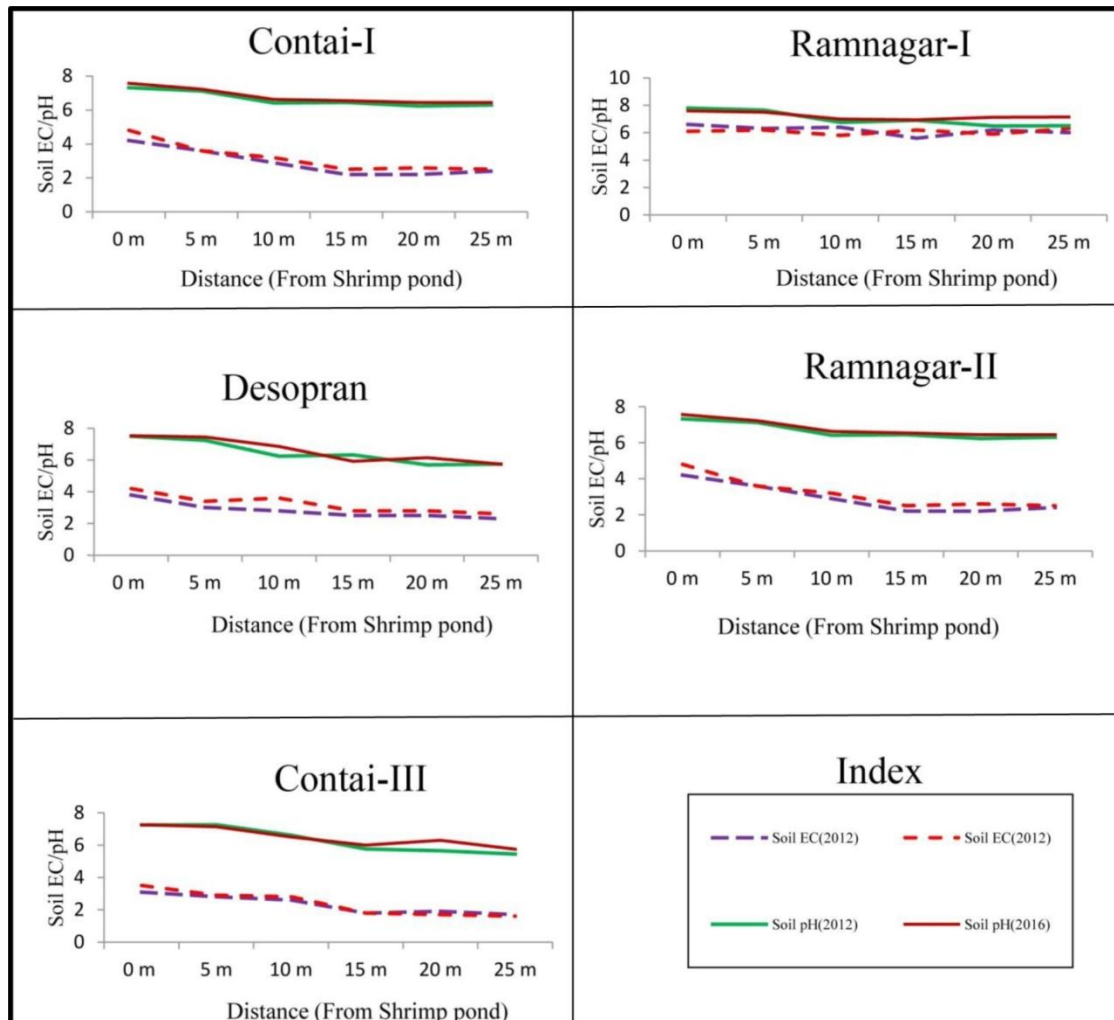 Contai-I
8
6
4
2
0
Soil EC/pH
0 m 5 m 10 m 15 m 20 m 25 m
Distance (From Shrimp pond)
Ramnagar-I
10
8
6
4
2
0
Soil EC/pH
0 m 5 m 10 m 15 m 20 m 25 m
Distance (From Shrimp pond)
Desopran
8
6
4
2
0
Soil EC/pH
0 m 5 m 10 m 15 m 20 m 25 m
Distance (From Shrimp pond)
Ramnagar-II
8
6
4
2
0
Soil EC/pH
0 m 5 m 10 m 15 m 20 m 25 m
Distance (From Shrimp pond)
Contai-III
8
6
4
2
0
Soil EC/pH
0 m 5 m 10 m 15 m 20 m 25 m
Distance (From Shrimp pond)
Index
Soil EC(2012) Soil EC(2012)
Soil pH(2012) Soil pH(2016)